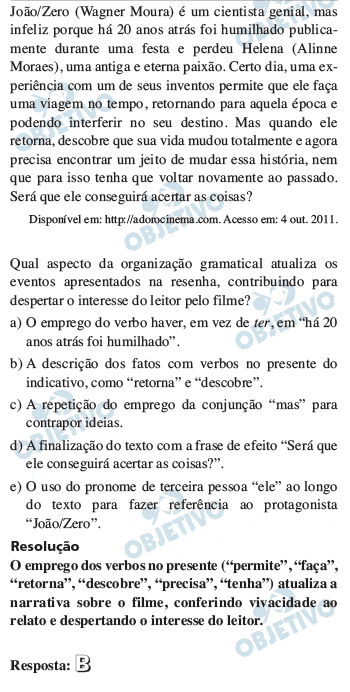 João/Zero (Wagner Moura) é um cientista genial, mas
infeliz porque há 20 anos atrás foi humilhado publica-
mente durante uma festa e perdeu Helena (Alinne
Moraes), uma antiga e eterna paixão. Certo dia, uma ex-
periência com um de seus inventos permite que ele faça
uma viagem no tempo, retornando para aquela época e
podendo interferir no seu destino. Mas quando ele
retorna, descobre que sua vida mudou totalmente e agora
precisa encontrar um jeito de mudar essa história, nem
que para isso tenha que voltar novamente ao passado.
Será que ele conseguirá acertar as coisas?
Disponível em: http://adorocinema.com. Acesso em: 4 out. 2011.
Qual aspecto da organização gramatical atualiza os
eventos apresentados na resenha, contribuindo para
despertar o interesse do leitor pelo filme?
a) O emprego do verbo haver, em vez de ter, em “há 20
anos atrás foi humilhado”.
b) A descrição dos fatos com verbos no presente do
indicativo, como “retorna” e “descobre”.
c) A repetição do emprego da conjunção “mas” para
contrapor ideias.
d) A finalização do texto com a frase de efeito “Será que
ele conseguirá acertar as coisas?”.
e) O uso do pronome de terceira pessoa “ele” ao longo
do texto para fazer referência ao protagonista
“João/Zero”.
Resolução
O emprego dos verbos no presente (“permite”, “faça”,
“retorna”, “descobre”, “precisa”, “tenha”) atualiza a
narrativa sobre o filme, conferindo vivacidade ao
relato e despertando o interesse do leitor.
Resposta: B
OBJETIVO
OBJETIVO
OBJETIVO
OBJETIVO
OBJETIVO
OBJETIVO
OBJETIVO